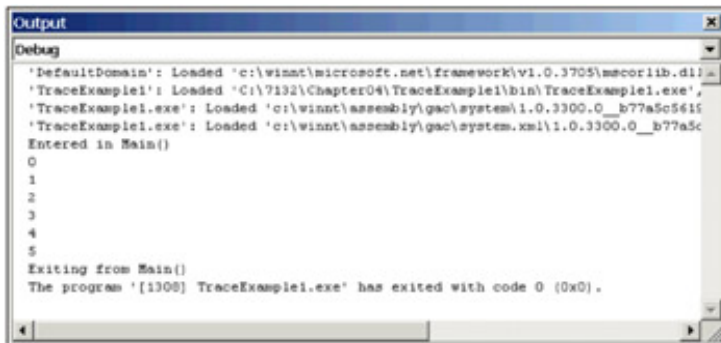 Output
Debug
'DefaultDomain': Loaded 'c:\winnt\microsoft.net\framework\v1.0.3705\mscorlib.dll
'TraceExample1': Loaded 'C:\7132\Chapter04\TraceExample1\bin\TraceExample1.exe',
'TraceExample1.exe': Loaded 'c:\winnt\assembly\gac\system\1.0.3300.0__b77a5c5619
'TraceExample1.exe': Loaded 'c:\winnt\assembly\gac\system.xml\1.0.3300.0__b77a5c
Entered in Main()
0
1
2
3
4
5
Exiting from Main()
The program '[1308] TraceExample1.exe' has exited with code 0 (0x0).